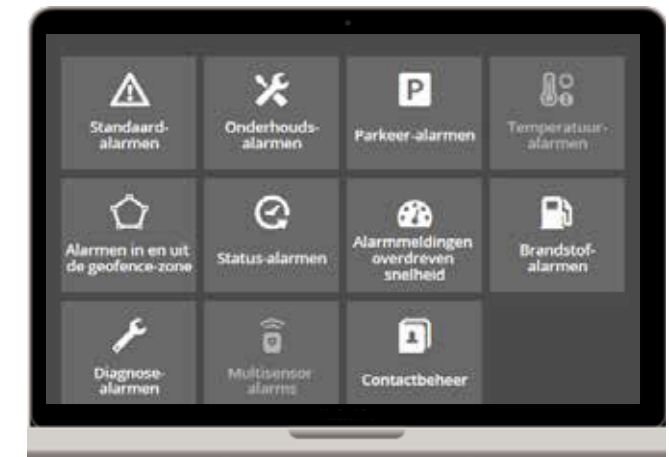 Standaard-
alarmen
Onderhouds-
alarmen
P
Parkeer-alarmen
Temperatuur-
alarmen
Alarmen in en uit
de geofence-zone
Status-alarmen
Alarmmeldingen
overdreven
snelheid
Brandstof-
alarmen
Diagnose-
alarmen
Multisensor
alarms
Contactbeheer